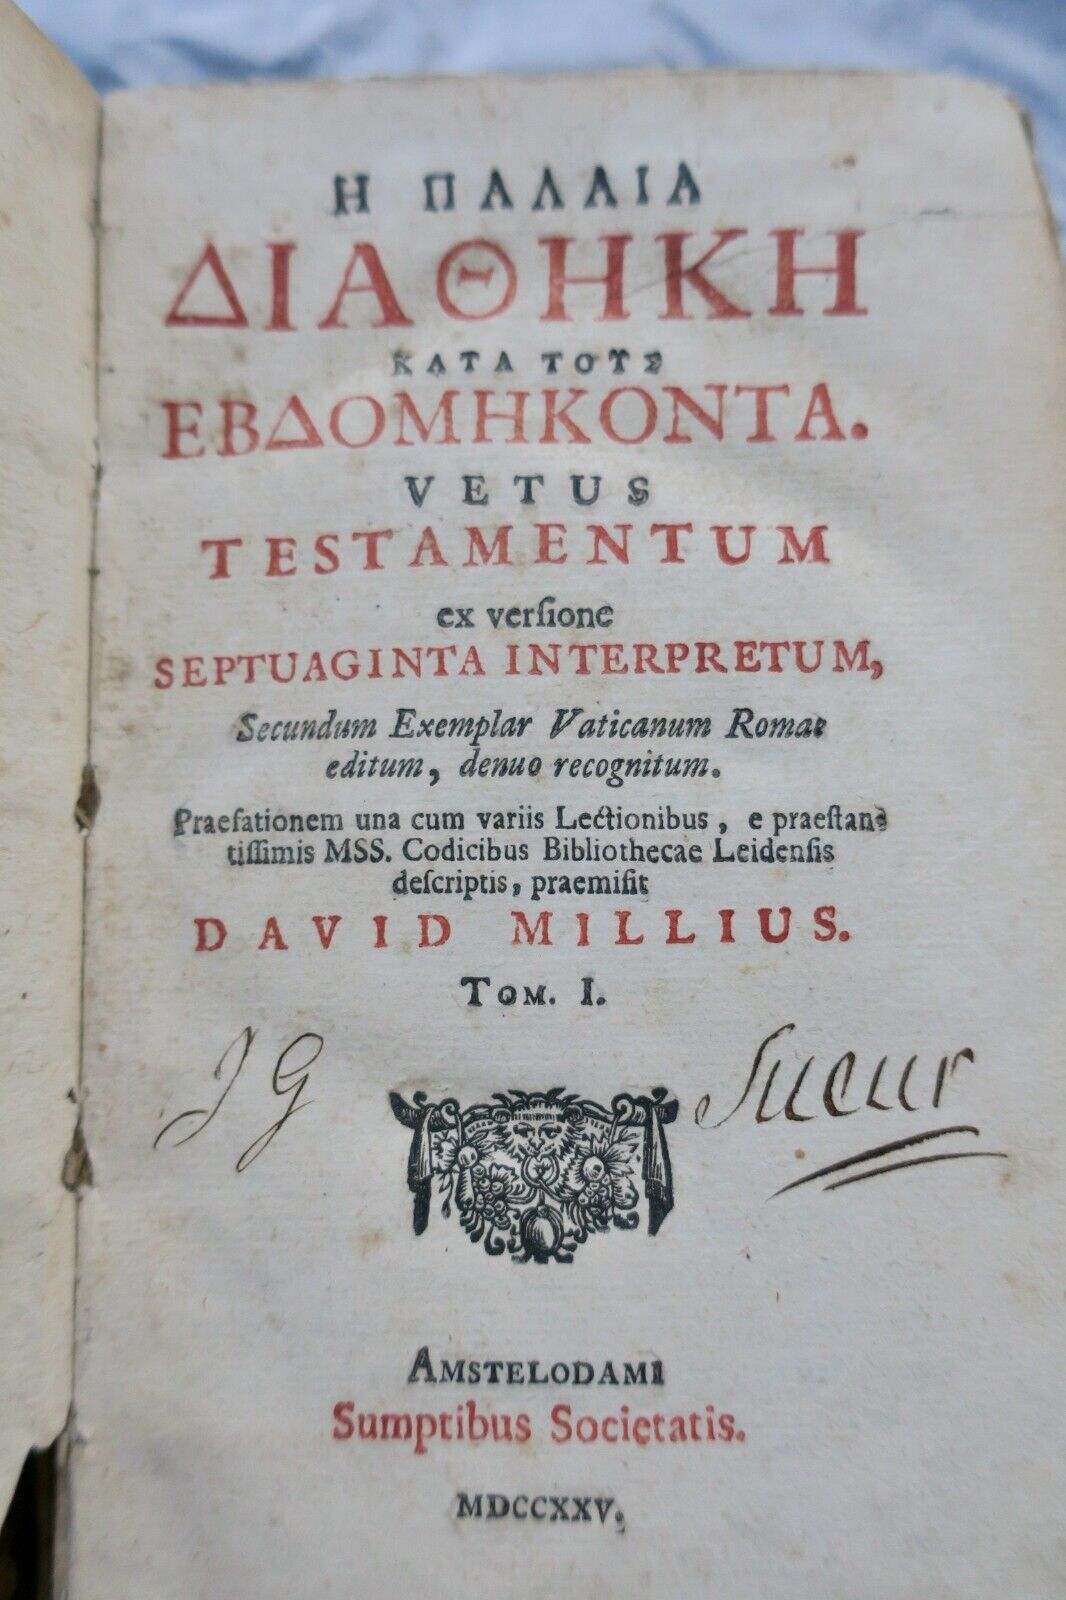 Η ΠΑΛΑΙΑ
ΔΙΑΘΗΚΗ
ΚΑΤΑ ΤΟΥΣ
ΕΒΔΟΜΗΚΟΝΤΑ.
VETUS
TESTAMENTUM
ex verſione
SEPTUAGINTA INTERPRETUM,
Secundum Exemplar Vaticanum Romae
editum, denuo recognitum.
Praefationem una cum variis Lectionibus, e praeſtan-
tiſſimis MSS. Codicibus Bibliothecae Leidenſis
deſcriptis, praemiſit
DAVID MILLIUS.
TOM. I.
J G Sueur
AMSTELODAMI
Sumptibus Societatis.
MDCCXXV.